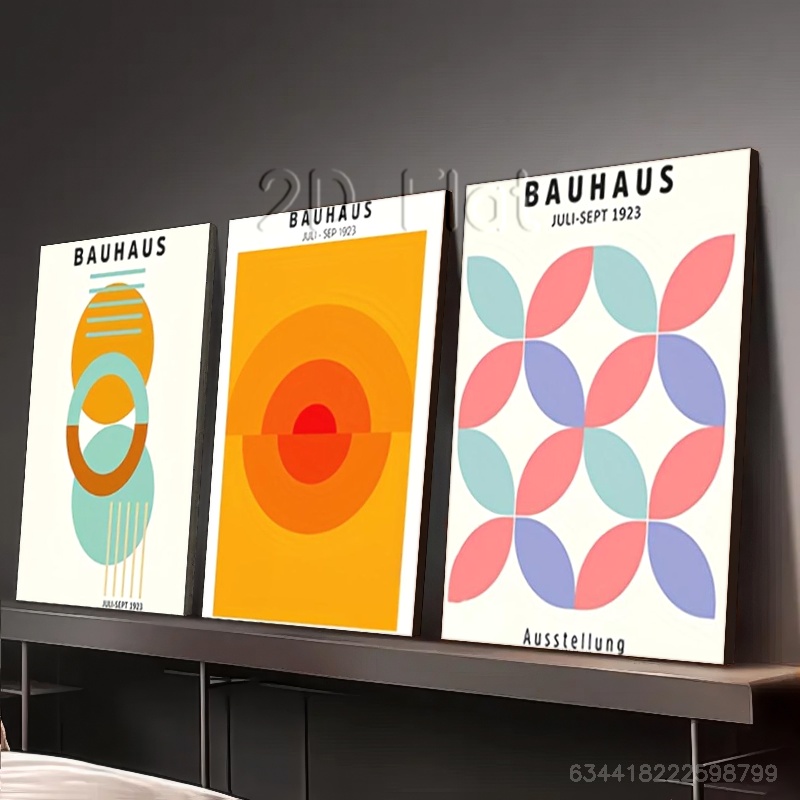 2D Flat
BAUHAUS
JULI-SEPT 1923
BAUHAUS
JULI - SEP 1923
BAUHAUS
JULI-SEPT 1923
Ausstellung
634418222598799